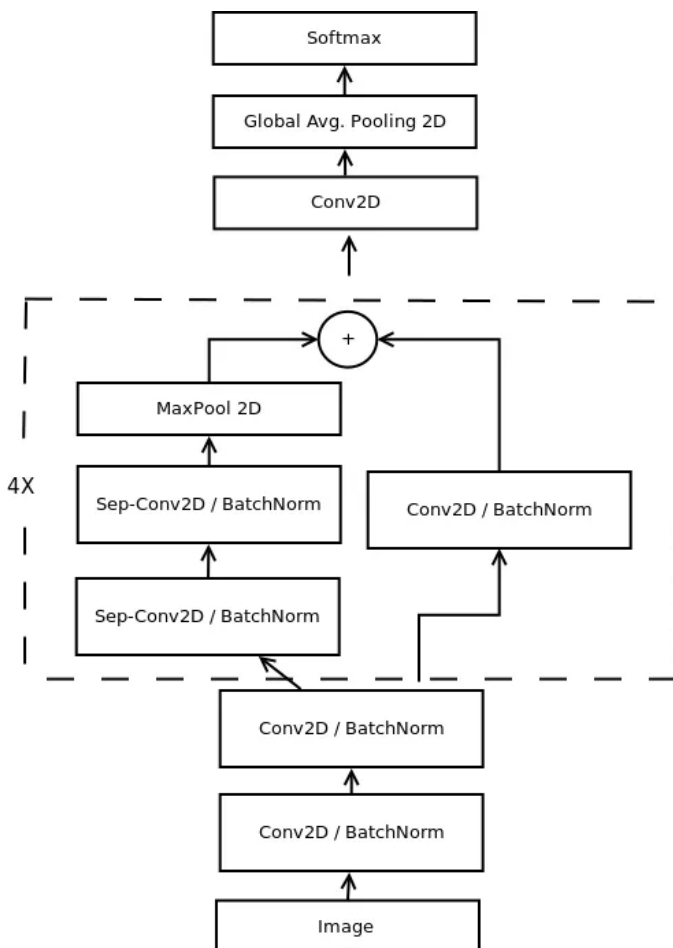 Softmax
Global Avg. Pooling 2D
Conv2D
+
MaxPool 2D
4X
Sep-Conv2D / BatchNorm
Conv2D / BatchNorm
Sep-Conv2D / BatchNorm
Conv2D / BatchNorm
Conv2D / BatchNorm
Image